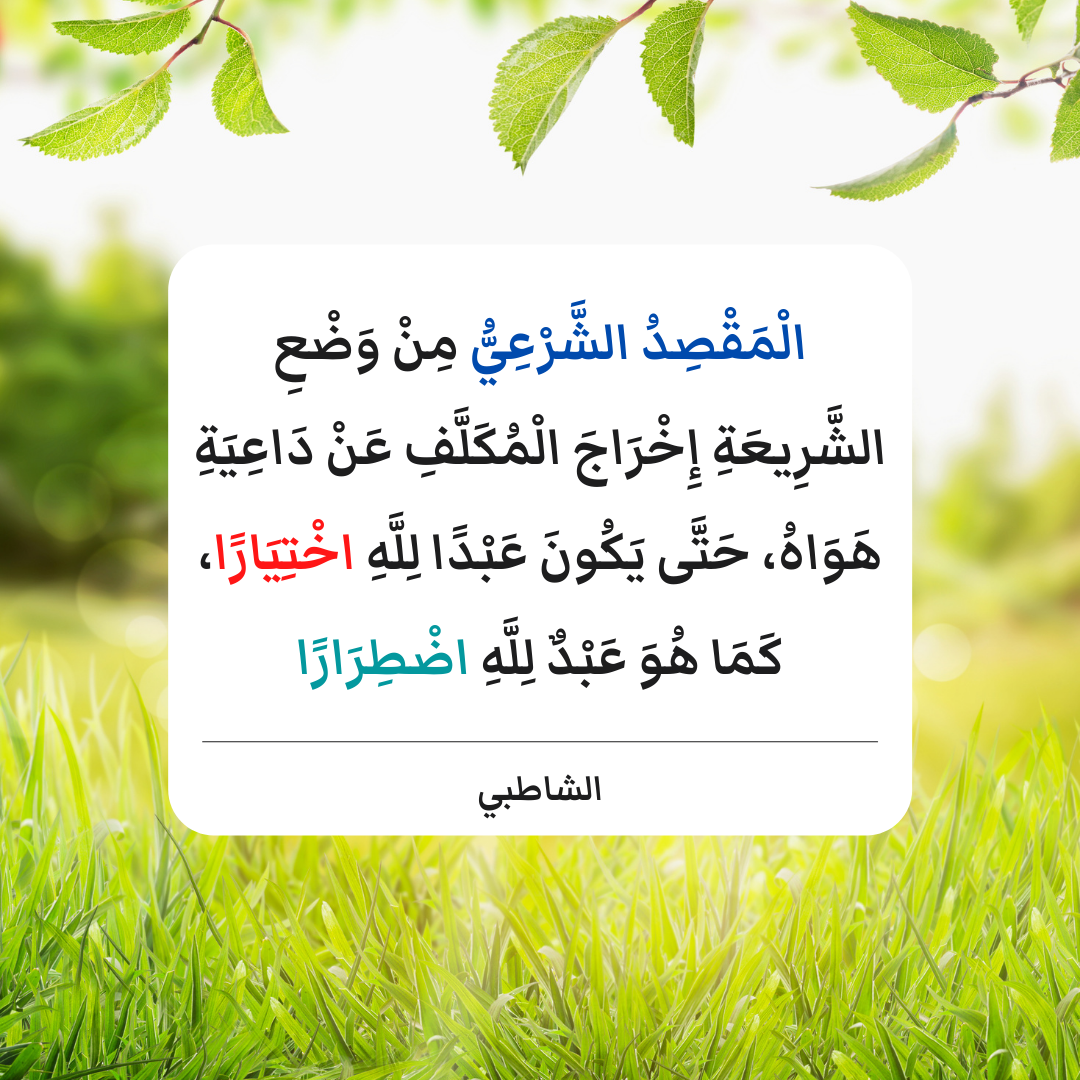 الْمَقْصِدُ الشَّرْعِيُّ مِنْ وَضْعِ
الشَّرِيعَةِ إِخْرَاجَ الْمُكَلَّفِ عَنْ دَاعِيَةِ
هَوَاهُ، حَتَّى يَكُونَ عَبْدًا لِلَّهِ اخْتِيَارًا،
كَمَا هُوَ عَبْدٌ لِلَّهِ اضْطِرَارًا
الشاطبي